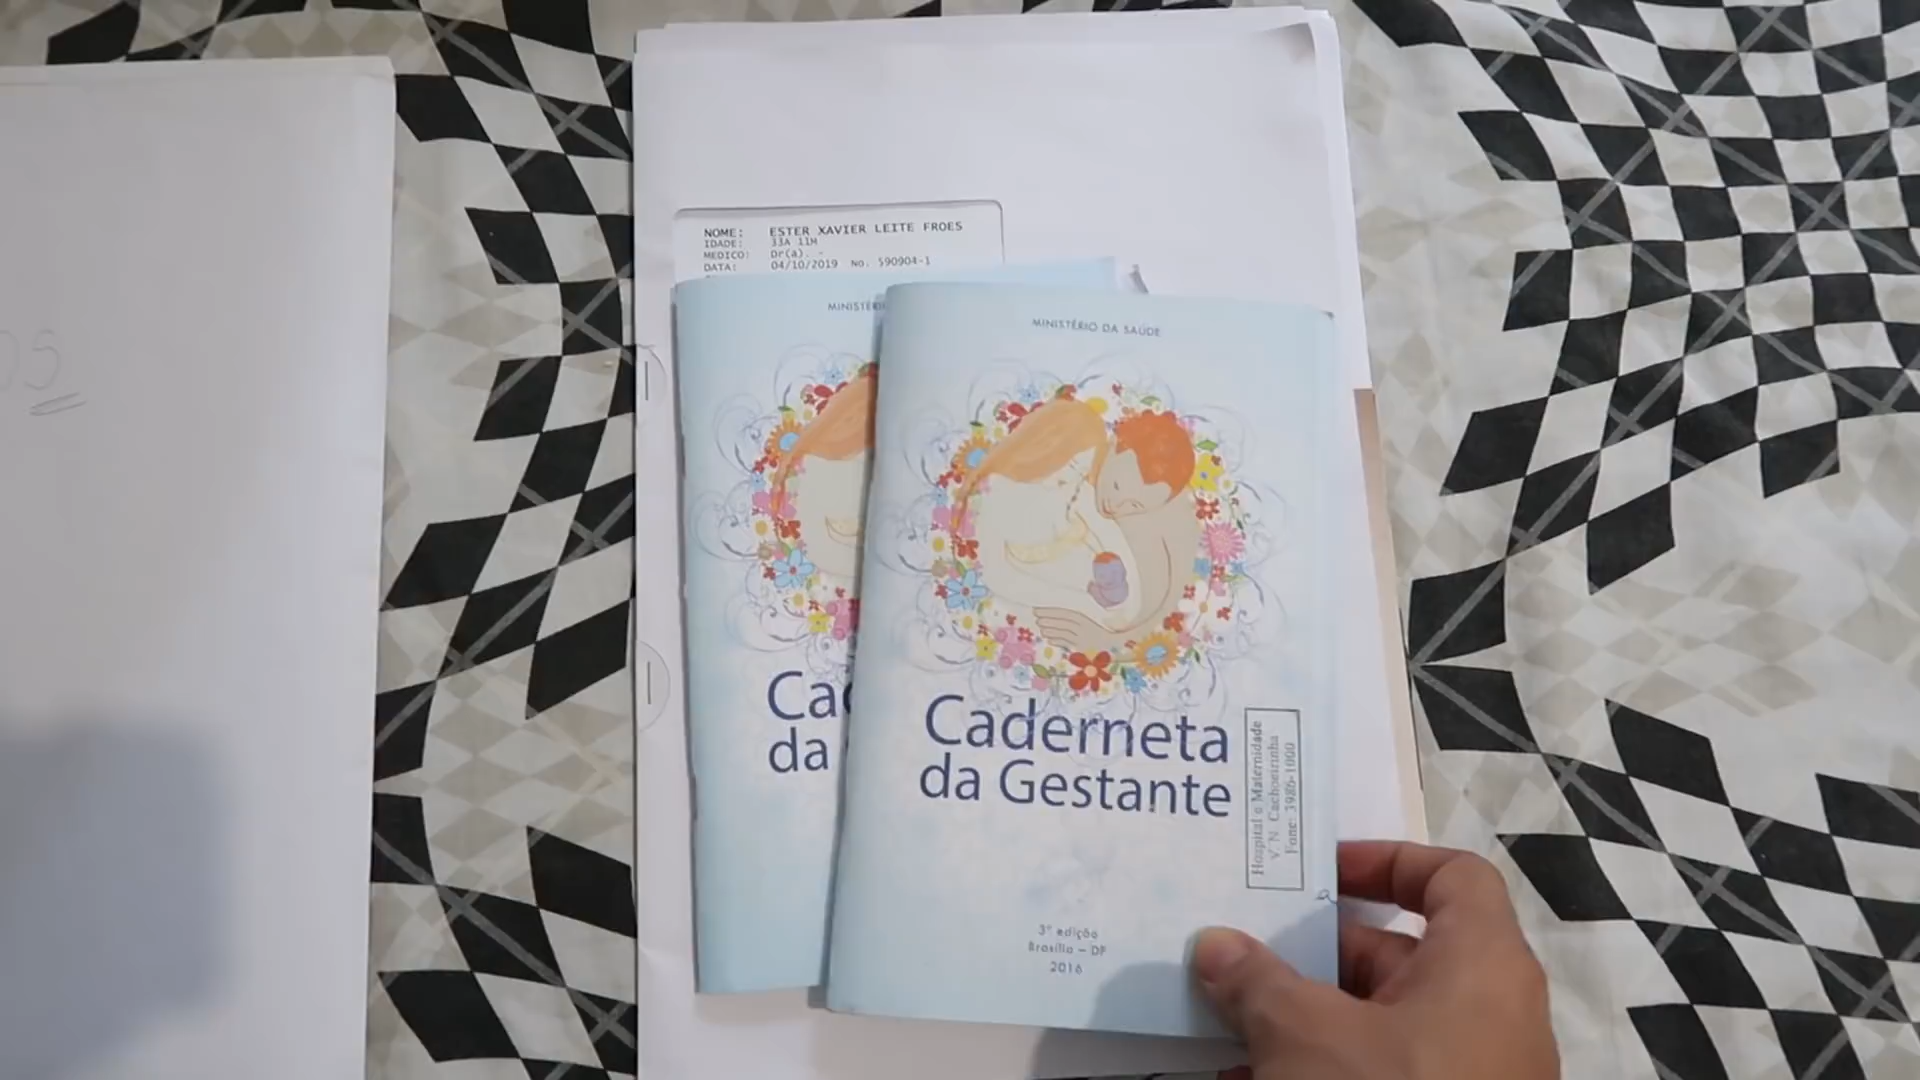 NOME: ESTER XAVIER LEITE FROES
IDADE: 33A 11M
MEDICO: Dr(a). -
DATA: 04/10/2019 No. 590904-1
MINISTÉRI
Cad
da
MINISTÉRIO DA SAÚDE
Caderneta
da Gestante
Hospital e Maternidade
V. N. Cachoeirinha
Fone: 3986-1000
3ª edição
Brasília – DF
2016